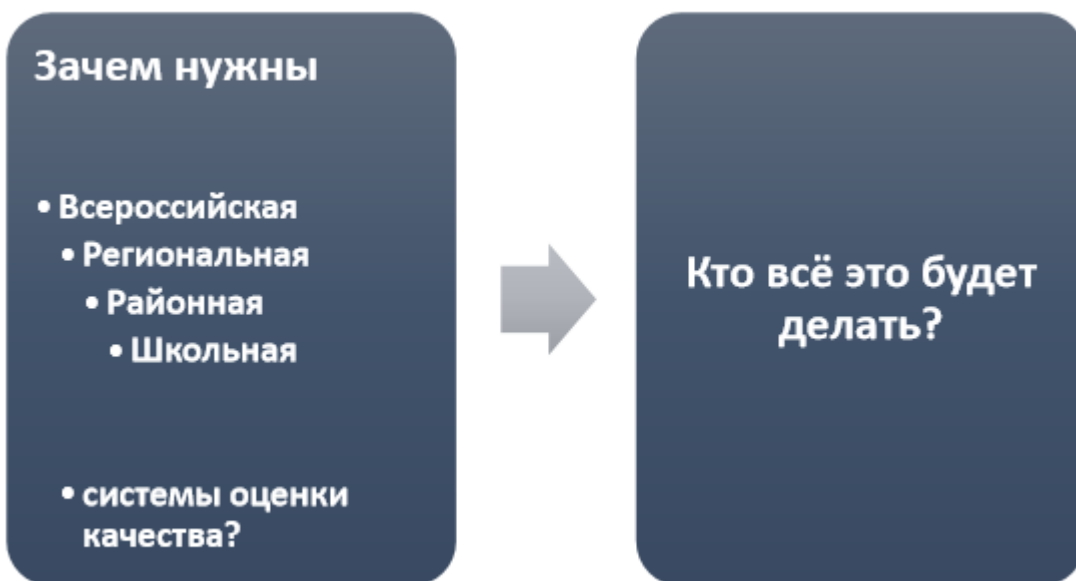 Зачем нужны
• Всероссийская
• Региональная
• Районная
• Школьная
• системы оценки
качества?
Кто всё это будет
делать?